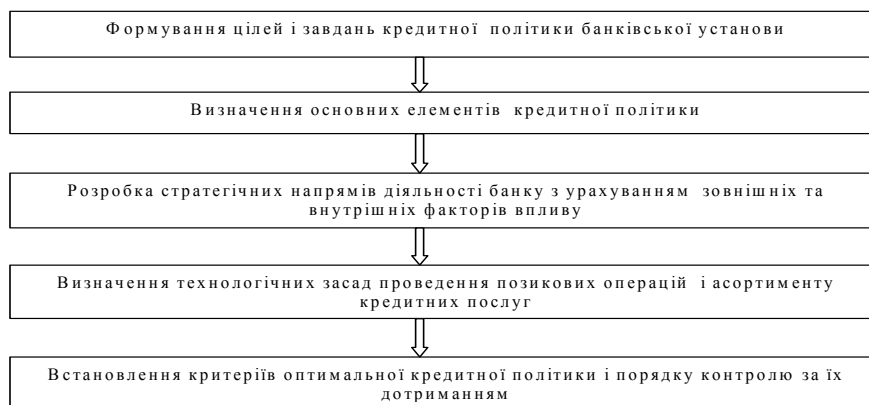 Формування цілей і завдань кредитної політики банківської установи
Визначення основних елементів кредитної політики
Розробка стратегічних напрямів діяльності банку з урахуванням зовнішніх та
внутрішніх факторів впливу
Визначення технологічних засад проведення позикових операцій і асортименту
кредитних послуг
Встановлення критеріїв оптимальної кредитної політики і порядку контролю за їх
дотриманням